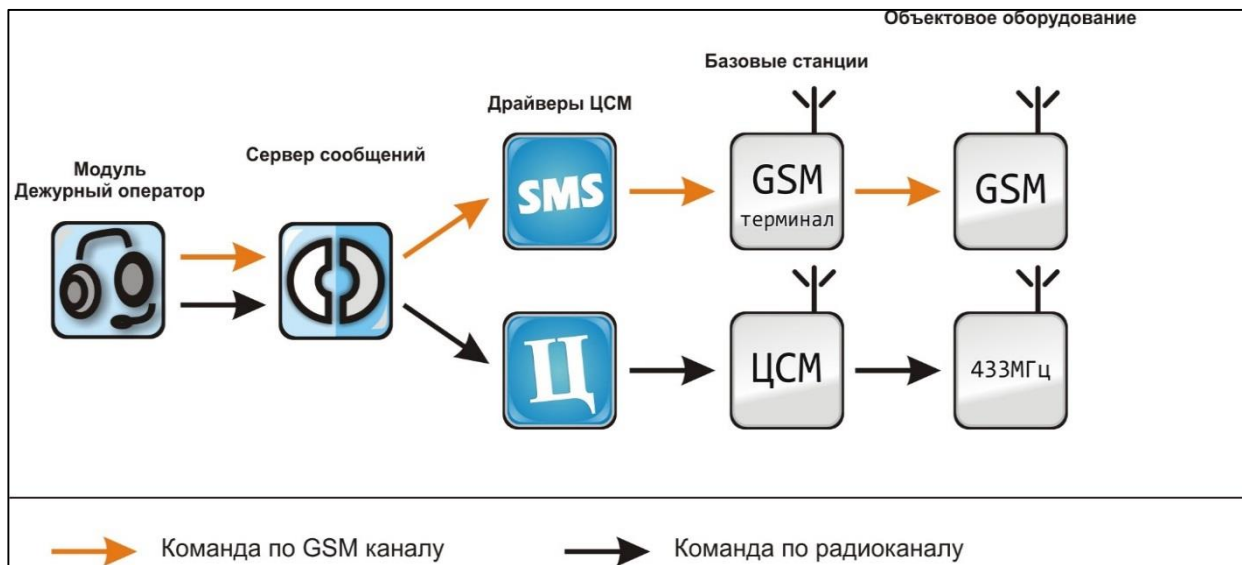 Объектовое оборудование
Базовые станции
Драйверы ЦСМ
Сервер сообщений
Модуль
Дежурный оператор
SMS
GSM
терминал
GSM
Ц
ЦСМ
433МГц
Команда по GSM каналу
Команда по радиоканалу